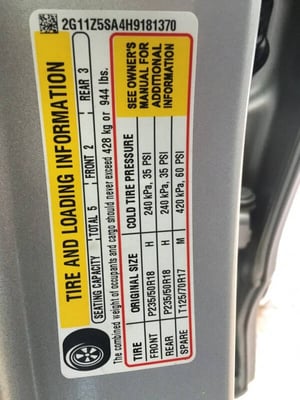 2G11Z5SA4H9181370
TIRE AND LOADING INFORMATION
SEATING CAPACITY TOTAL 5 FRONT 2 REAR 3
The combined weight of occupants and cargo should never exceed 428 kg or 944 lbs.
TIRE ORIGINAL SIZE COLD TIRE PRESSURE
FRONT P235/50R18 H 240 kPa, 35 PSI
REAR P235/50R18 H 240 kPa, 35 PSI
SPARE T125/70R17 M 420 kPa, 60 PSI
SEE OWNER'S
MANUAL FOR
ADDITIONAL
INFORMATION